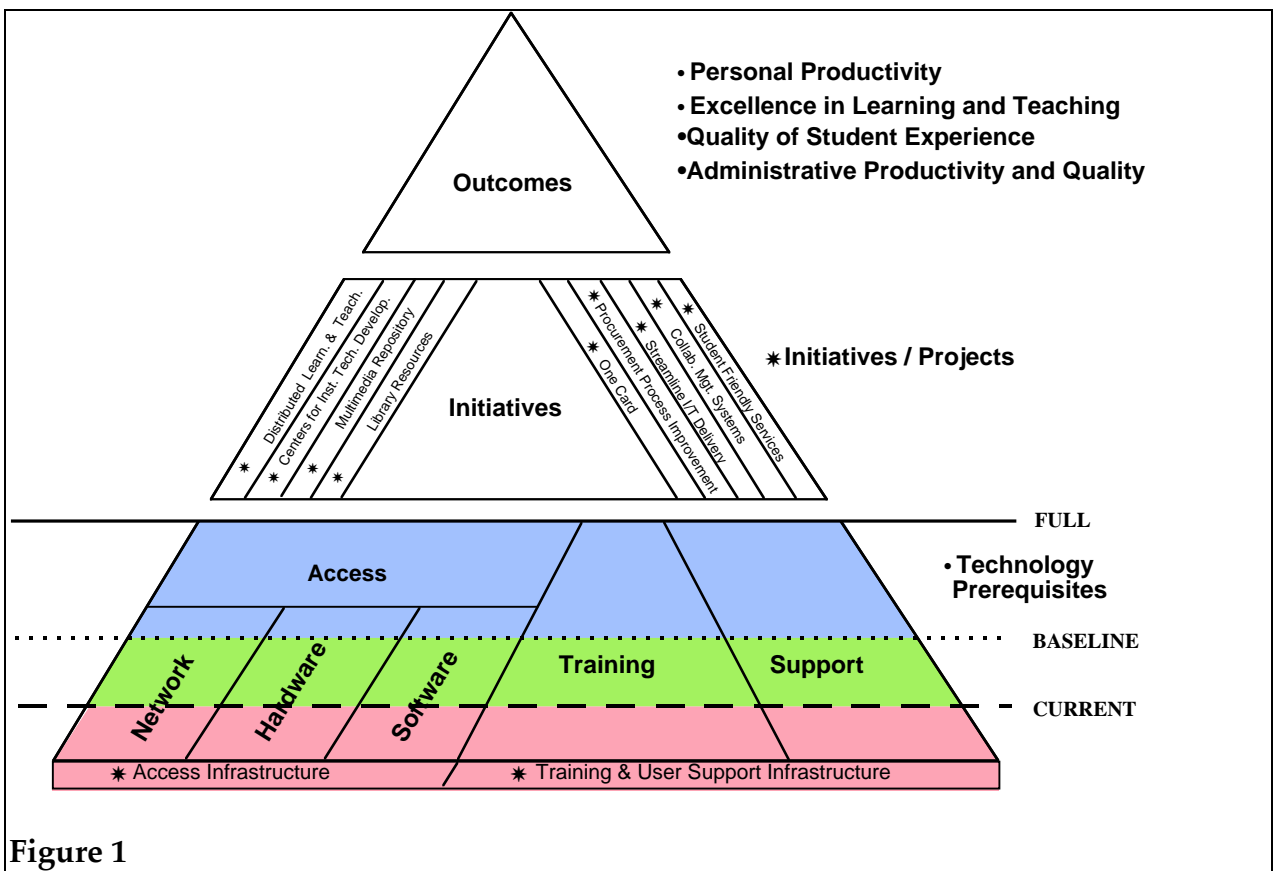 • Personal Productivity
• Excellence in Learning and Teaching
•Quality of Student Experience
•Administrative Productivity and Quality
Outcomes
✷ Distributed Learn. & Teach.
✷ Centers for Inst. Tech. Develop.
✷ Multimedia Repository
✷ Library Resources
Initiatives
✷ One Card
✷ Procurement Process Improvement
✷ Streamline I/T Delivery
✷ Collab. Mgt. Systems
✷ Student Friendly Services
✷ Initiatives / Projects
FULL
Access
• Technology
Prerequisites
BASELINE
Network
Hardware
Software
Training
Support
CURRENT
✷ Access Infrastructure
✷ Training & User Support Infrastructure
Figure 1